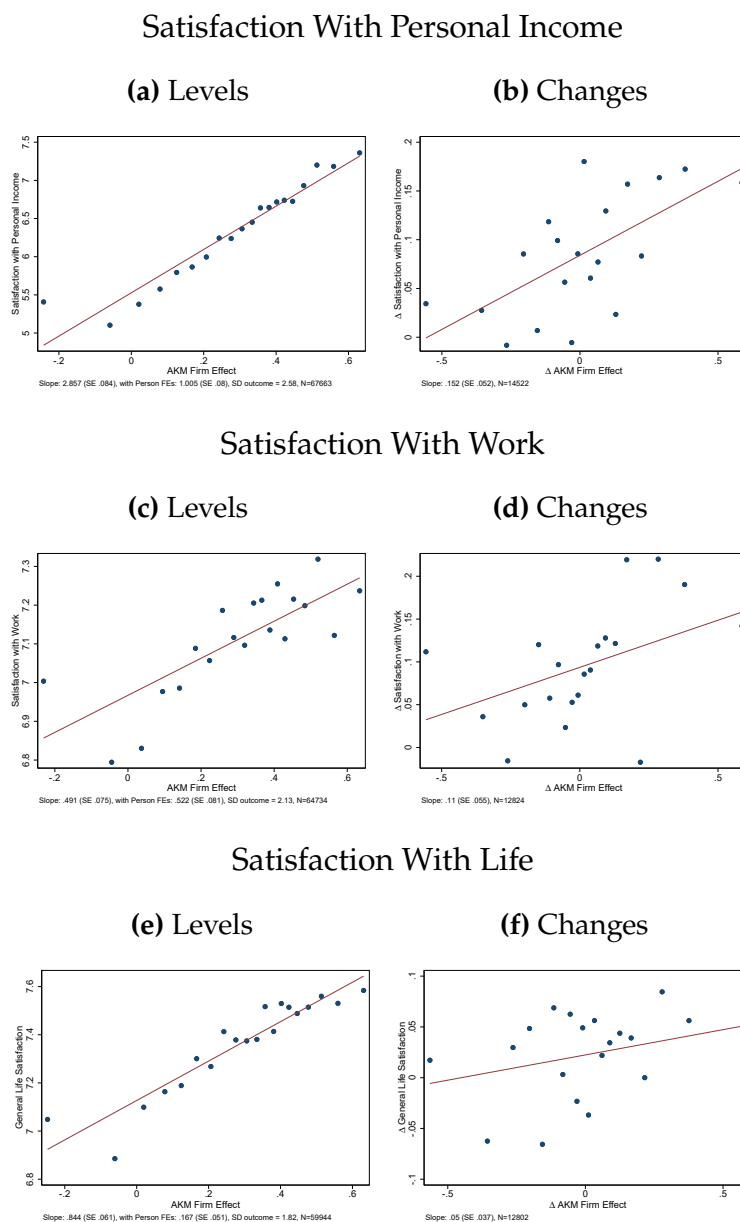 Satisfaction With Personal Income
(a) Levels
(b) Changes
Satisfaction with Personal Income
7.5
7
6.5
6
5.5
5
-.2 0 .2 .4 .6
AKM Firm Effect
Slope: 2.857 (SE .084), with Person FEs: 1.005 (SE .08), SD outcome = 2.58, N=67663
Δ Satisfaction with Personal Income
.2
.15
.1
.05
0
-.5 0 .5
Δ AKM Firm Effect
Slope: .152 (SE .052), N=14522
Satisfaction With Work
(c) Levels
(d) Changes
Satisfaction with Work
7.3
7.2
7.1
7
6.9
6.8
-.2 0 .2 .4 .6
AKM Firm Effect
Slope: .491 (SE .075), with Person FEs: .522 (SE .081), SD outcome = 2.13, N=64734
Δ Satisfaction with Work
.2
.15
.1
.05
0
-.5 0 .5
Δ AKM Firm Effect
Slope: .11 (SE .055), N=12824
Satisfaction With Life
(e) Levels
(f) Changes
General Life Satisfaction
7.6
7.4
7.2
7
6.8
-.2 0 .2 .4 .6
AKM Firm Effect
Slope: .844 (SE .061), with Person FEs: .167 (SE .051), SD outcome = 1.82, N=59944
Δ General Life Satisfaction
.1
.05
0
-.05
-.1
-.5 0 .5
Δ AKM Firm Effect
Slope: .05 (SE .037), N=12802